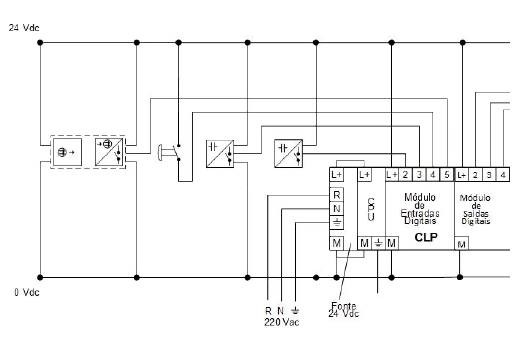 24 Vdc
L+ L+ L+ 2 3 4 5 L+ 2 3 4
R
N
CPU
Módulo
de
Entradas
Digitais
Módulo
de
Saídas
Digitais
CLP
M M M M
0 Vdc
Fonte
24 Vdc
R N
220 Vac